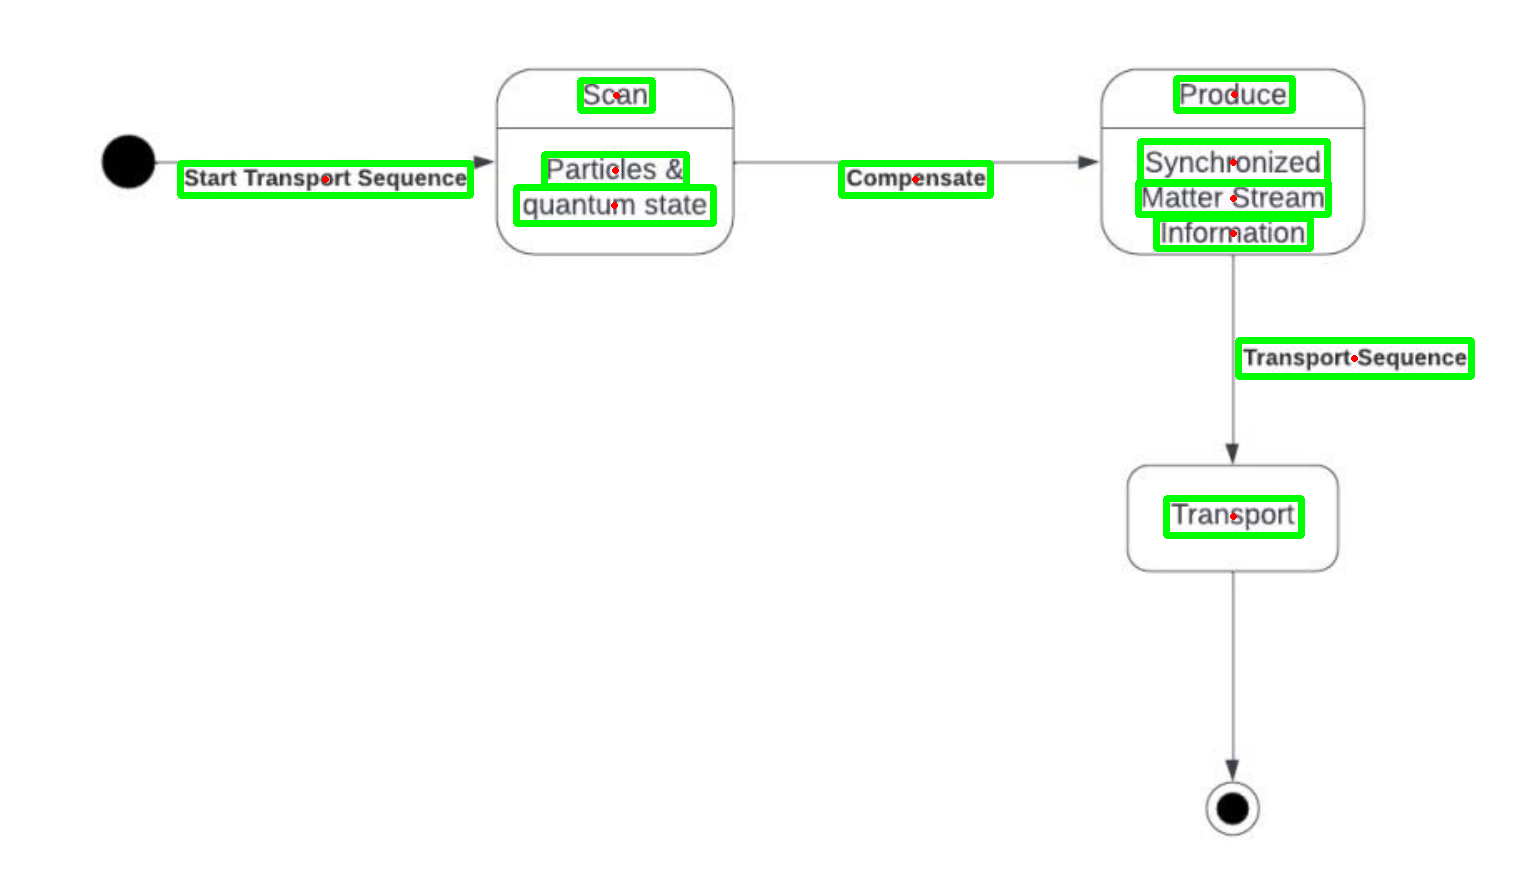 Scan
Particles &
quantum state
Start Transport Sequence
Compensate
Produce
Synchronized
Matter Stream
Information
Transport Sequence
Transport